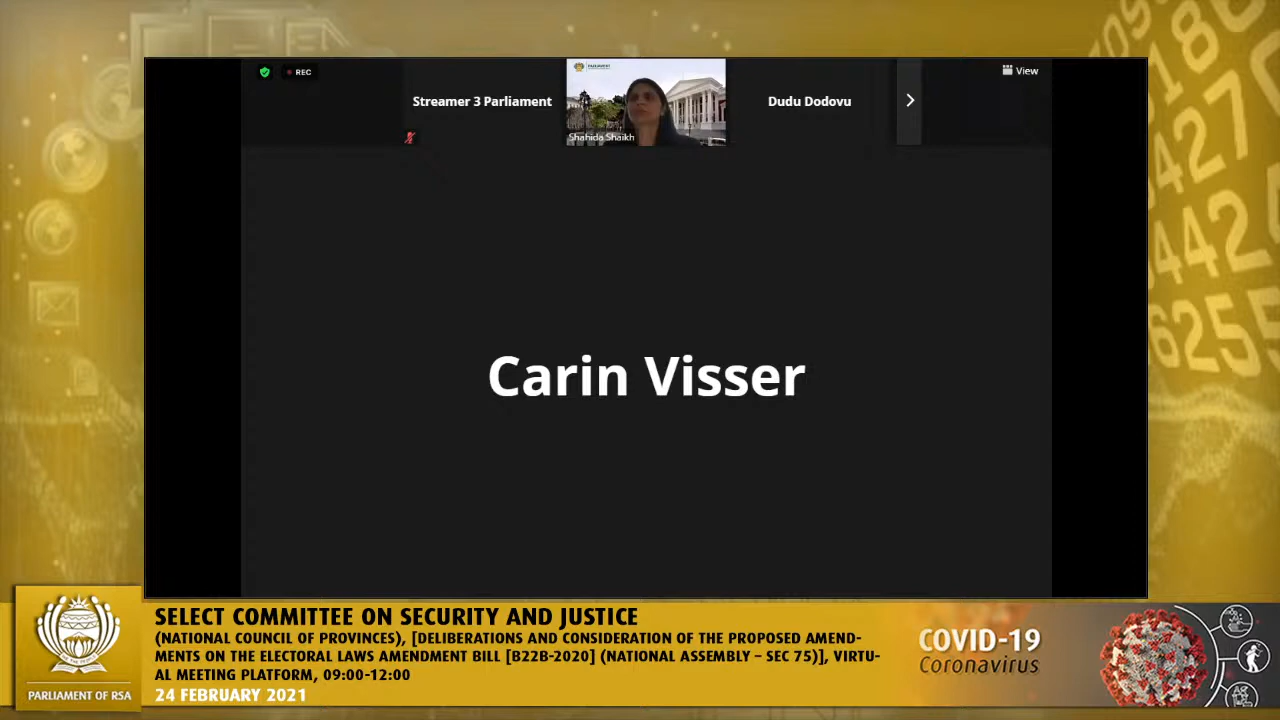 REC
View
Streamer 3 Parliament
PARLIAMENT
Shahida Shaikh
Dudu Dodovu
Carin Visser
SELECT COMMITTEE ON SECURITY AND JUSTICE
(NATIONAL COUNCIL OF PROVINCES), [DELIBERATIONS AND CONSIDERATION OF THE PROPOSED AMEND-
MENTS ON THE ELECTORAL LAWS AMENDMENT BILL [B22B-2020] (NATIONAL ASSEMBLY – SEC 75)], VIRTU-
AL MEETING PLATFORM, 09:00-12:00
24 FEBRUARY 2021
PARLIAMENT OF RSA
COVID-19
Coronavirus